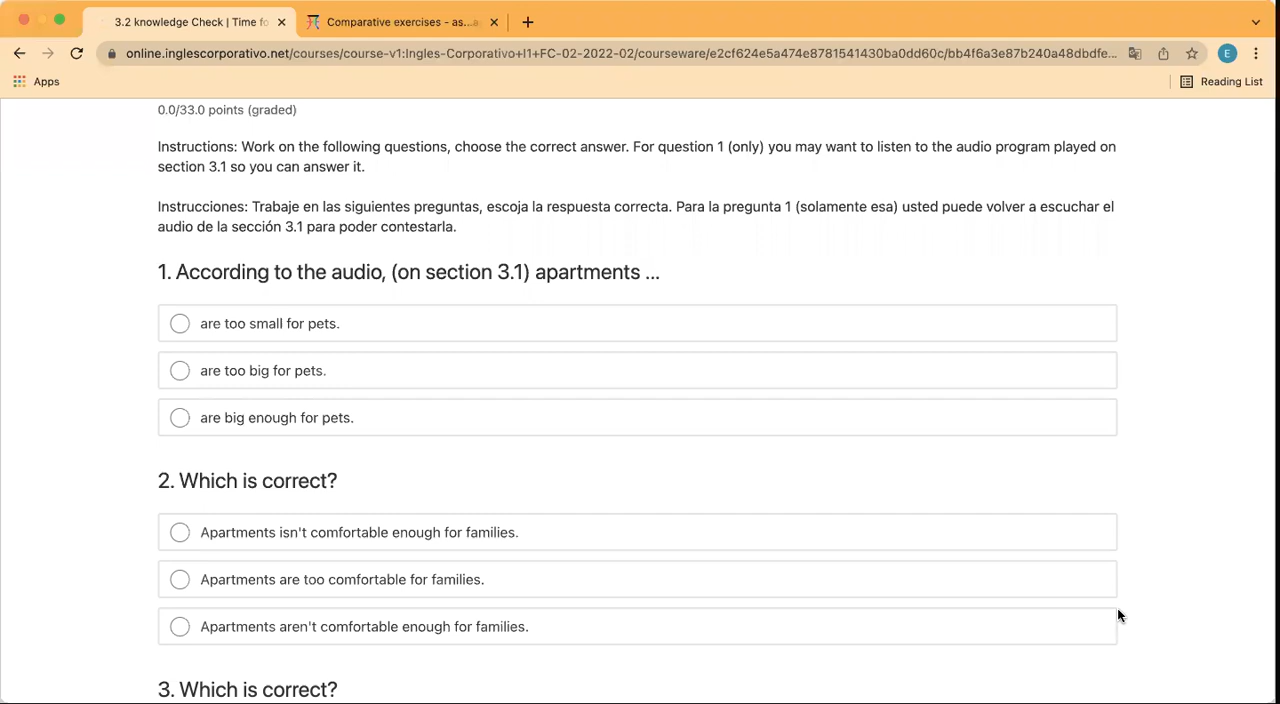 3.2 knowledge Check | Time fo
Comparative exercises - as...a
online.inglescorporativo.net/courses/course-v1:Ingles-Corporativo+I1+FC-02-2022-02/courseware/e2cf624e5a474e8781541430ba0dd60c/bb4f6a3e87b240a48dbdfe...
E
Apps
Reading List
0.0/33.0 points (graded)
Instructions: Work on the following questions, choose the correct answer. For question 1 (only) you may want to listen to the audio program played on
section 3.1 so you can answer it.
Instrucciones: Trabaje en las siguientes preguntas, escoja la respuesta correcta. Para la pregunta 1 (solamente esa) usted puede volver a escuchar el
audio de la sección 3.1 para poder contestarla.
1. According to the audio, (on section 3.1) apartments ...
are too small for pets.
are too big for pets.
are big enough for pets.
2. Which is correct?
Apartments isn't comfortable enough for families.
Apartments are too comfortable for families.
Apartments aren't comfortable enough for families.
3. Which is correct?